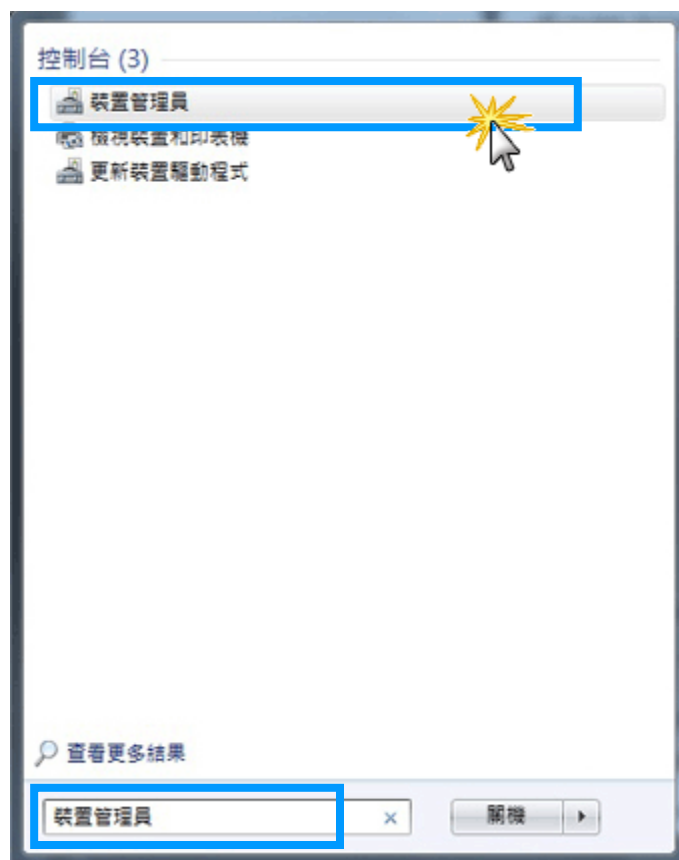 控制台 (3)
裝置管理員
檢視裝置和印表機
更新裝置驅動程式
查看更多結果
裝置管理員
關機